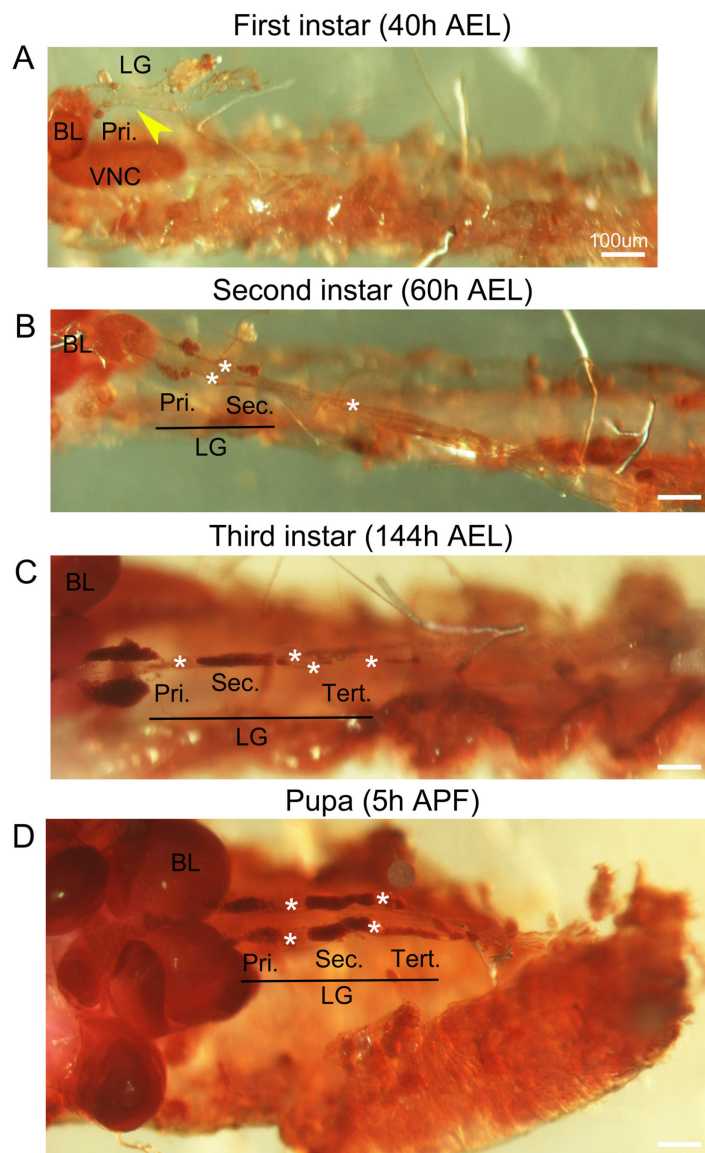 First instar (40h AEL)
A
LG
BL
Pri.
VNC
100um
Second instar (60h AEL)
B
BL
*
*
*
Pri.
Sec.
LG
Third instar (144h AEL)
C
BL
*
*
*
*
Pri.
Sec.
Tert.
LG
Pupa (5h APF)
D
BL
*
*
*
*
Pri.
Sec.
Tert.
LG